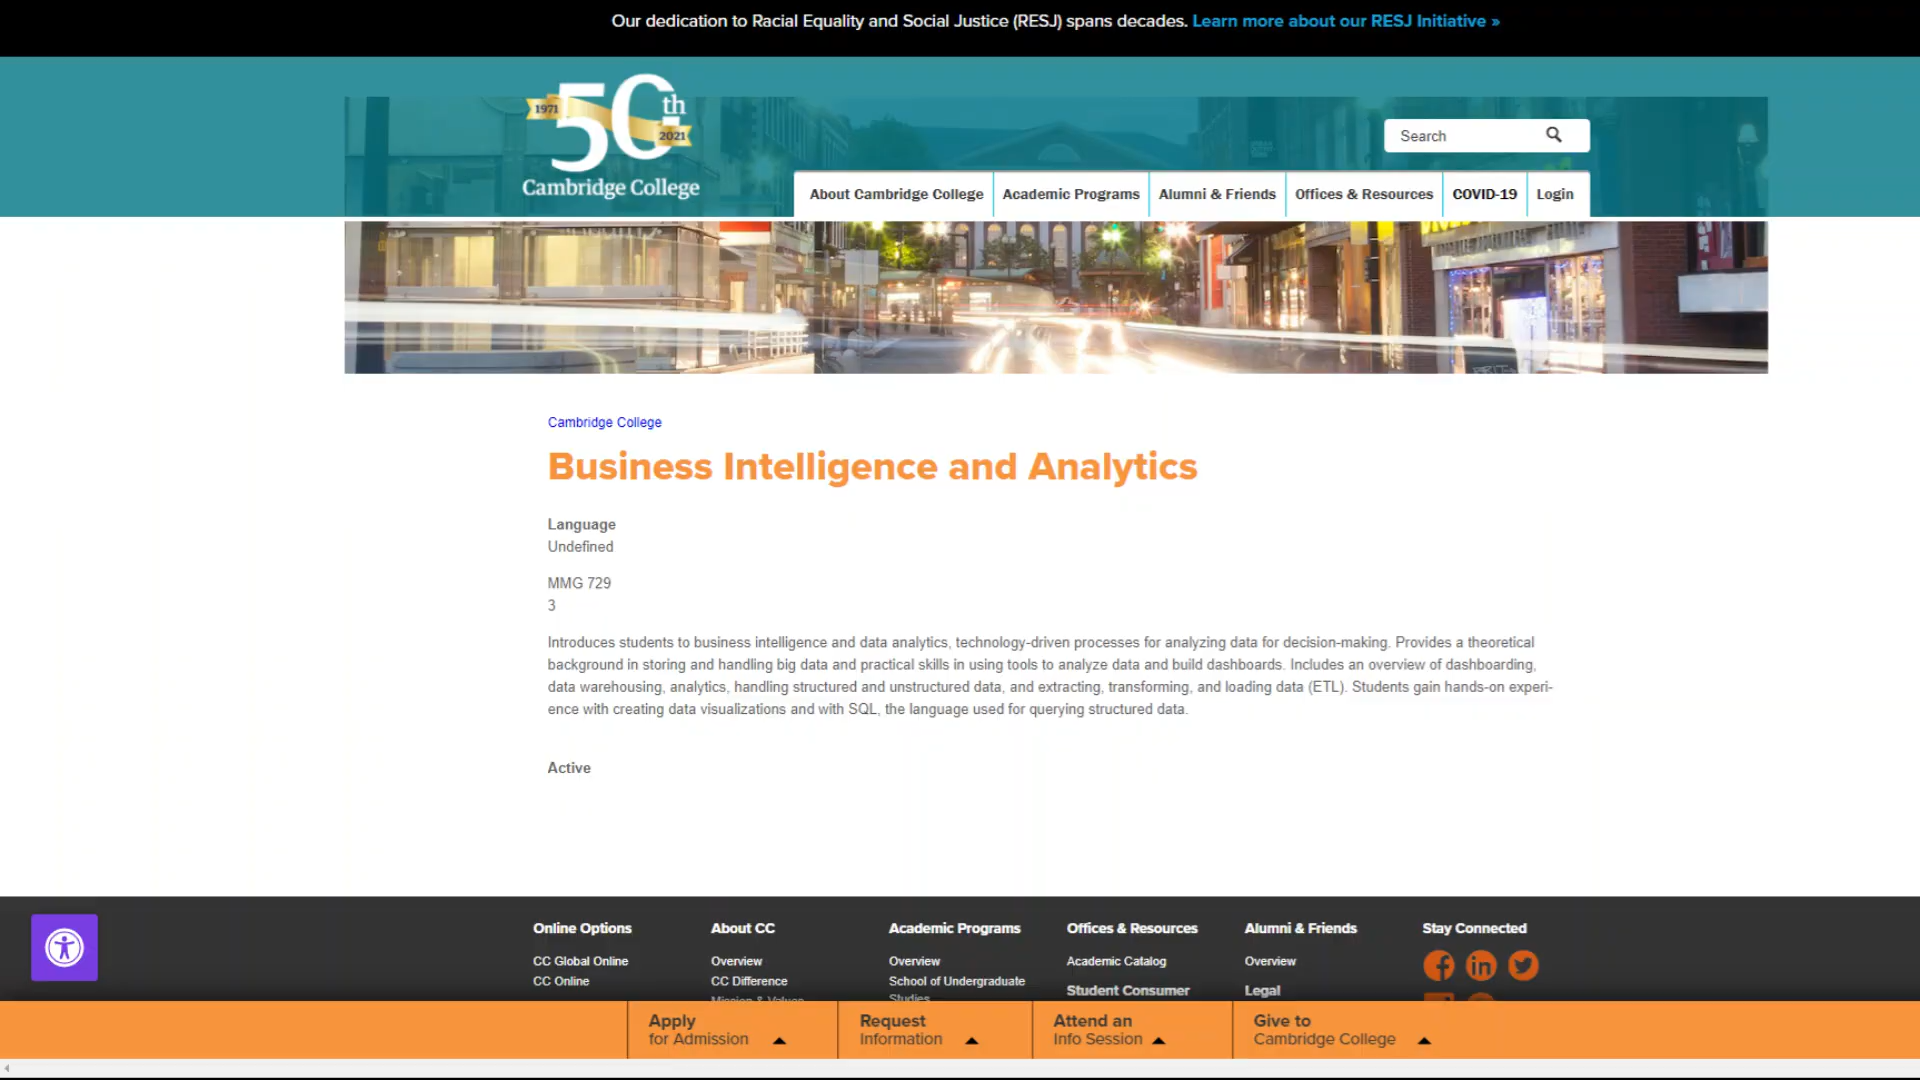 Our dedication to Racial Equality and Social Justice (RESJ) spans decades. Learn more about our RESJ Initiative »
1971 50th 2021
Cambridge College
Search
About Cambridge College Academic Programs Alumni & Friends Offices & Resources COVID-19 Login
Cambridge College
Business Intelligence and Analytics
Language
Undefined
MMG 729
3
Introduces students to business intelligence and data analytics, technology-driven processes for analyzing data for decision-making. Provides a theoretical
background in storing and handling big data and practical skills in using tools to analyze data and build dashboards. Includes an overview of dashboarding,
data warehousing, analytics, handling structured and unstructured data, and extracting, transforming, and loading data (ETL). Students gain hands-on experi-
ence with creating data visualizations and with SQL, the language used for querying structured data.
Active
Online Options About CC Academic Programs Offices & Resources Alumni & Friends Stay Connected
CC Global Online Overview Overview Academic Catalog Overview
CC Online CC Difference School of Undergraduate Student Consumer Legal
Mission & Values Studies
Apply Request Attend an Give to
for Admission Information Info Session Cambridge College